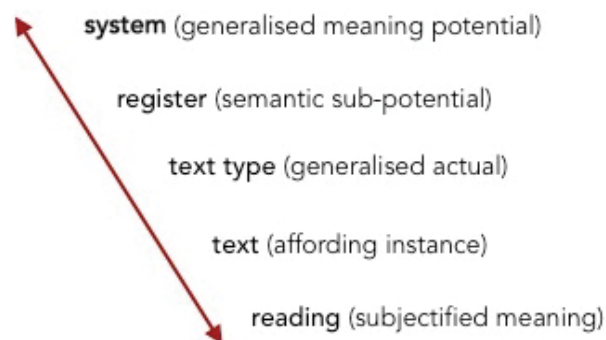 system (generalised meaning potential)
register (semantic sub-potential)
text type (generalised actual)
text (affording instance)
reading (subjectified meaning)